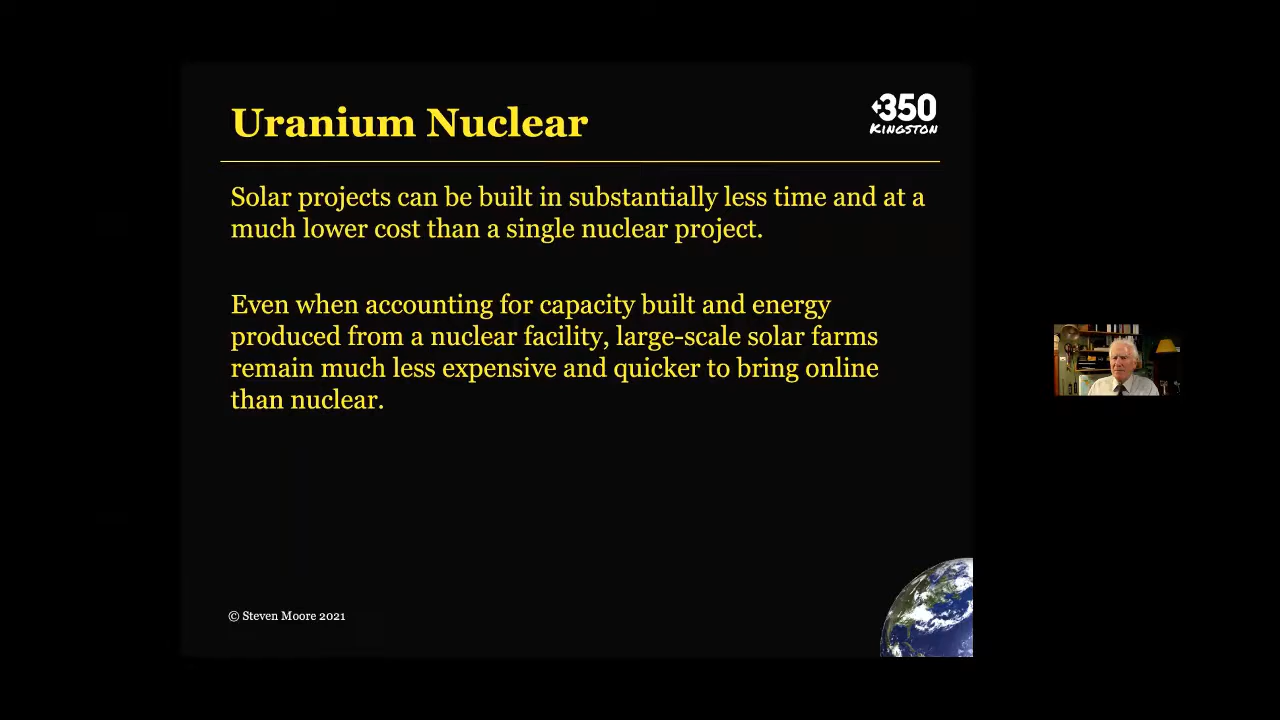 Uranium Nuclear
350
KINGSTON
Solar projects can be built in substantially less time and at a
much lower cost than a single nuclear project.
Even when accounting for capacity built and energy
produced from a nuclear facility, large-scale solar farms
remain much less expensive and quicker to bring online
than nuclear.
© Steven Moore 2021